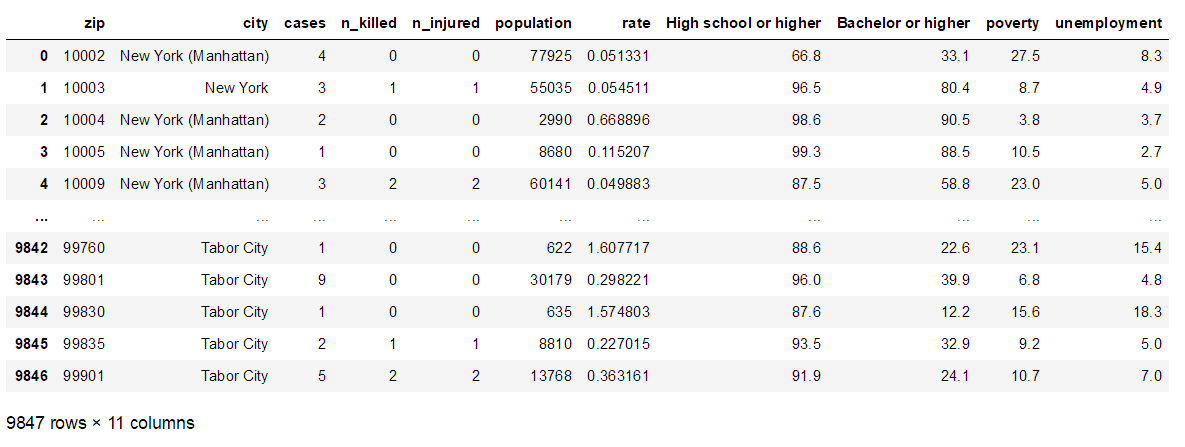 zip city cases n_killed n_injured population rate High school or higher Bachelor or higher poverty unemployment
0 10002 New York (Manhattan) 4 0 0 77925 0.051331 66.8 33.1 27.5 8.3
1 10003 New York 3 1 1 55035 0.054511 96.5 80.4 8.7 4.9
2 10004 New York (Manhattan) 2 0 0 2990 0.668896 98.6 90.5 3.8 3.7
3 10005 New York (Manhattan) 1 0 0 8680 0.115207 99.3 88.5 10.5 2.7
4 10009 New York (Manhattan) 3 2 2 60141 0.049883 87.5 58.8 23.0 5.0
... ... ... ... ... ... ... ... ... ... ... ...
9842 99760 Tabor City 1 0 0 622 1.607717 88.6 22.6 23.1 15.4
9843 99801 Tabor City 9 0 0 30179 0.298221 96.0 39.9 6.8 4.8
9844 99830 Tabor City 1 0 0 635 1.574803 87.6 12.2 15.6 18.3
9845 99835 Tabor City 2 1 1 8810 0.227015 93.5 32.9 9.2 5.0
9846 99901 Tabor City 5 2 2 13768 0.363161 91.9 24.1 10.7 7.0
9847 rows × 11 columns